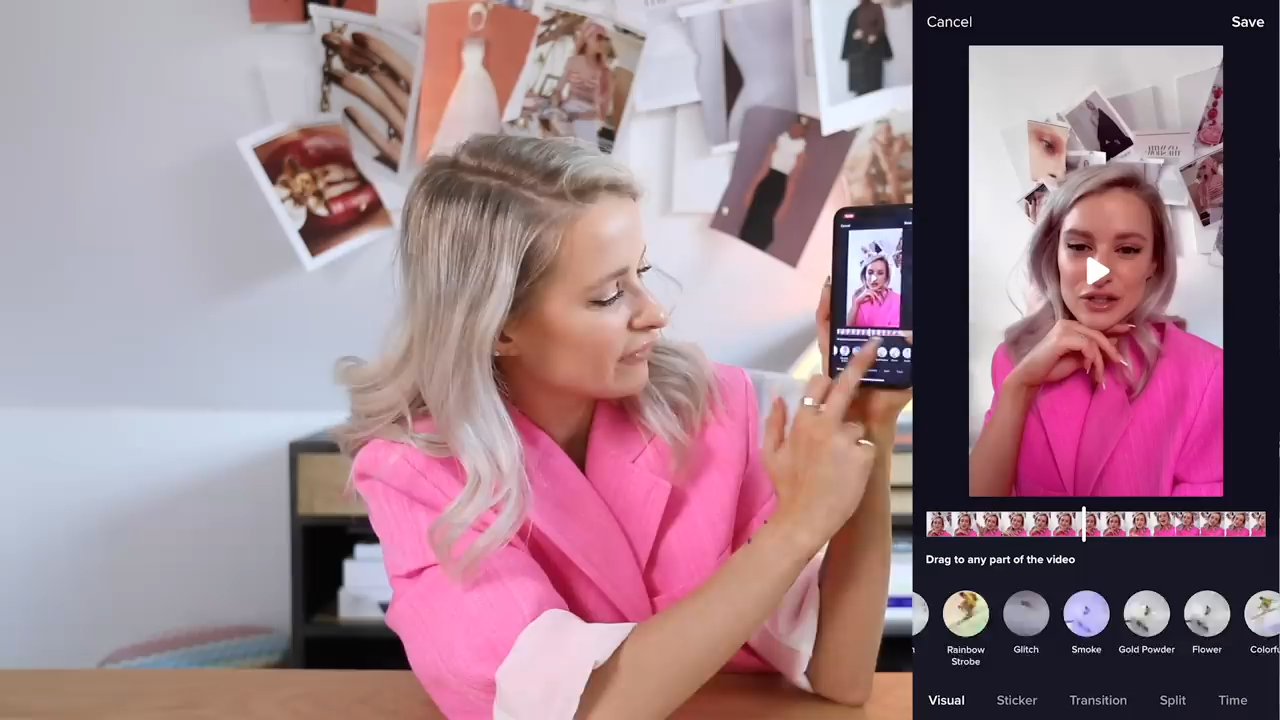 Cancel
Save
Drag to any part of the video
Rainbow
Strobe
Glitch
Smoke
Gold Powder
Flower
Visual
Sticker
Transition
Split
Time